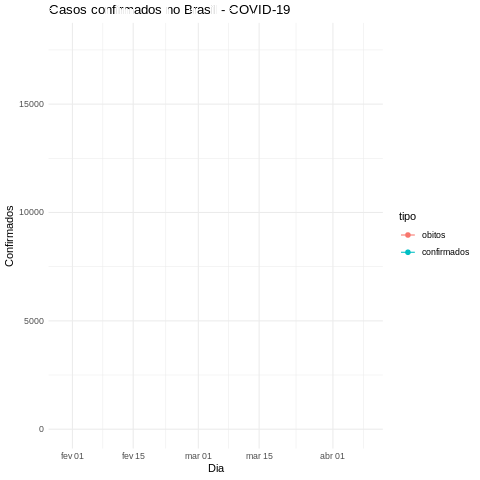 Casos confirmados no Brasil - COVID-19
Confirmados
15000
10000
5000
0
fev 01
fev 15
mar 01
mar 15
abr 01
Dia
tipo
obitos
confirmados